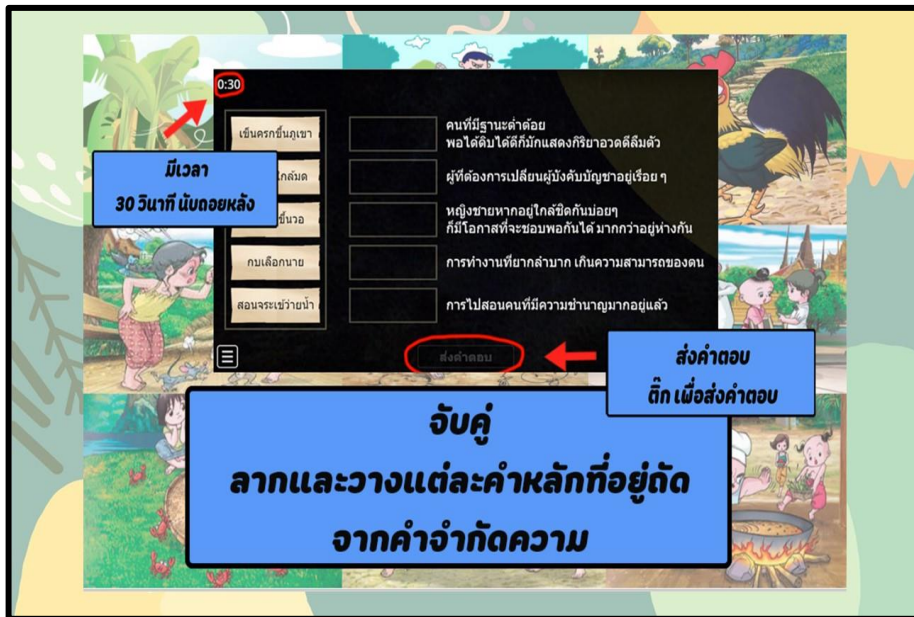 0:30
เข็นครกขึ้นภูเขา
คนที่มีฐานะต่ำต้อย
พอได้ดิบได้ดีก็มักแสดงกิริยาอวดดีลืมตัว
มีเวลา
30 วินาที นับถอยหลัง
ใกล้มด
ผู้ที่ต้องการเปลี่ยนผู้บังคับบัญชาอยู่เรื่อย ๆ
ขึ้นวอ
หญิงชายหากอยู่ใกล้ชิดกันบ่อยๆ
ก็มีโอกาสที่จะชอบพอกันได้ มากกว่าอยู่ห่างกัน
กบเลือกนาย
การทำงานที่ยากลำบาก เกินความสามารถของตน
สอนจระเข้ว่ายน้ำ
การไปสอนคนที่มีความชำนาญมากอยู่แล้ว
ส่งคำตอบ
ส่งคำตอบ
ติ๊ก เพื่อส่งคำตอบ
จับคู่
ลากและวางแต่ละคำหลักที่อยู่ถัด
จากคำจำกัดความ